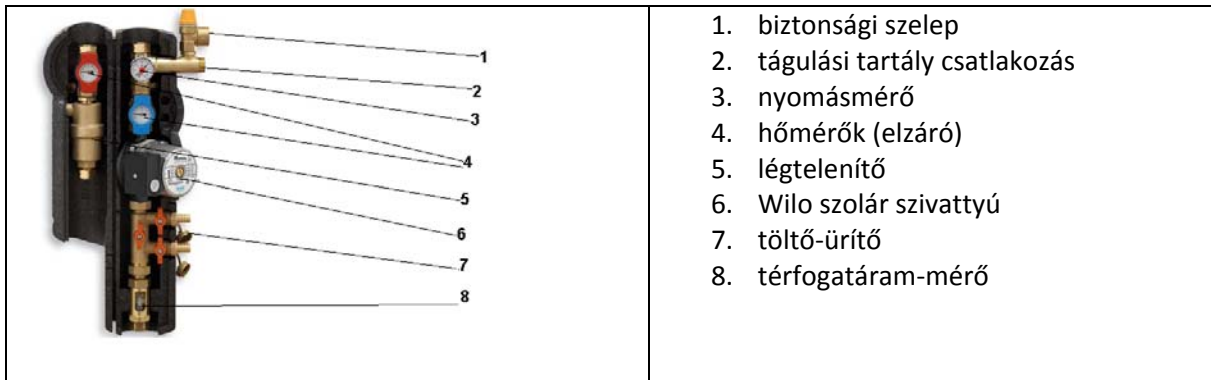 1
2
3
4
5
6
7
8
1. biztonsági szelep
2. tágulási tartály csatlakozás
3. nyomásmérő
4. hőmérők (elzáró)
5. légtelenítő
6. Wilo szolár szivattyú
7. töltő-ürítő
8. térfogatáram-mérő